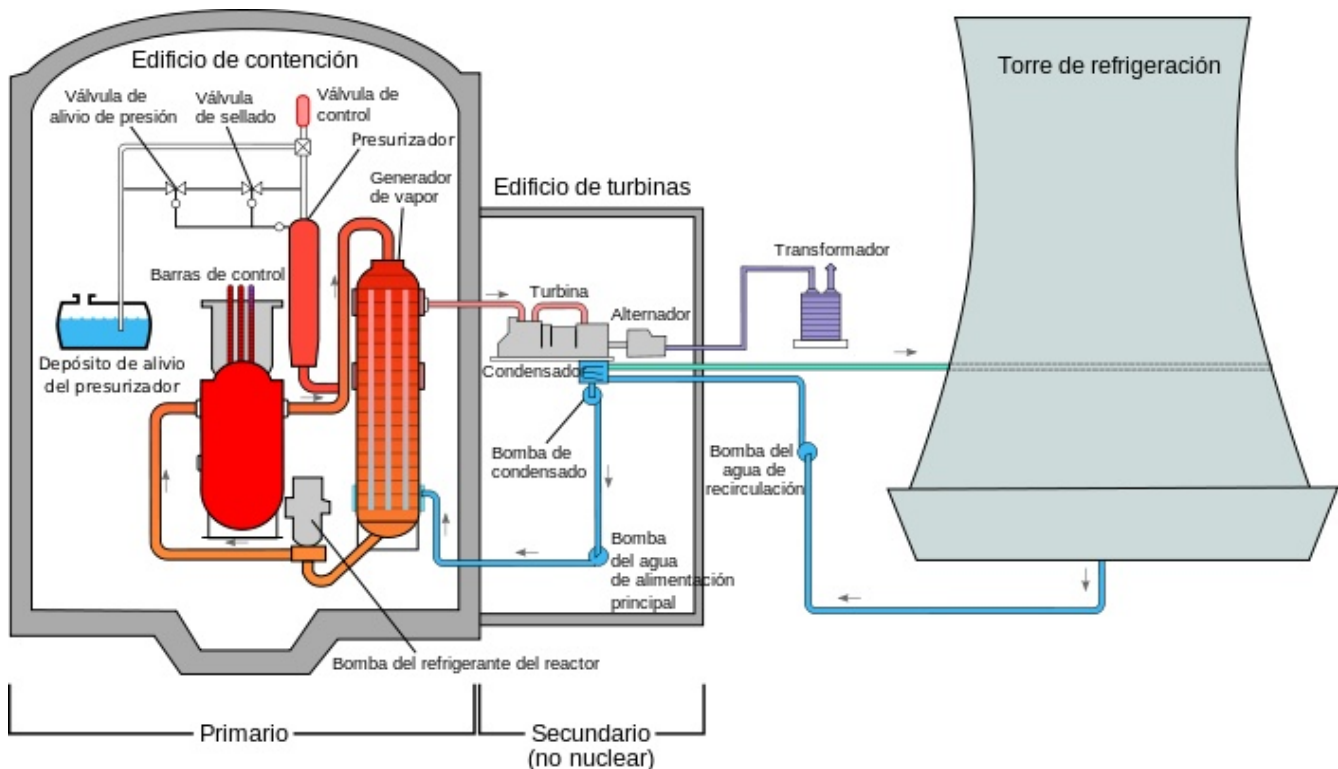 Edificio de contención
Válvula de
alivio de presión
Válvula
de sellado
Válvula de
control
Presurizador
Generador
de vapor
Barras de control
Depósito de alivio
del presurizador
Bomba del refrigerante del reactor
Primario
Edificio de turbinas
Turbina
Alternador
Condensador
Bomba de
condensado
Bomba
del agua
de alimentación
principal
Secundario
(no nuclear)
Transformador
Bomba del
agua de
recirculación
Torre de refrigeración